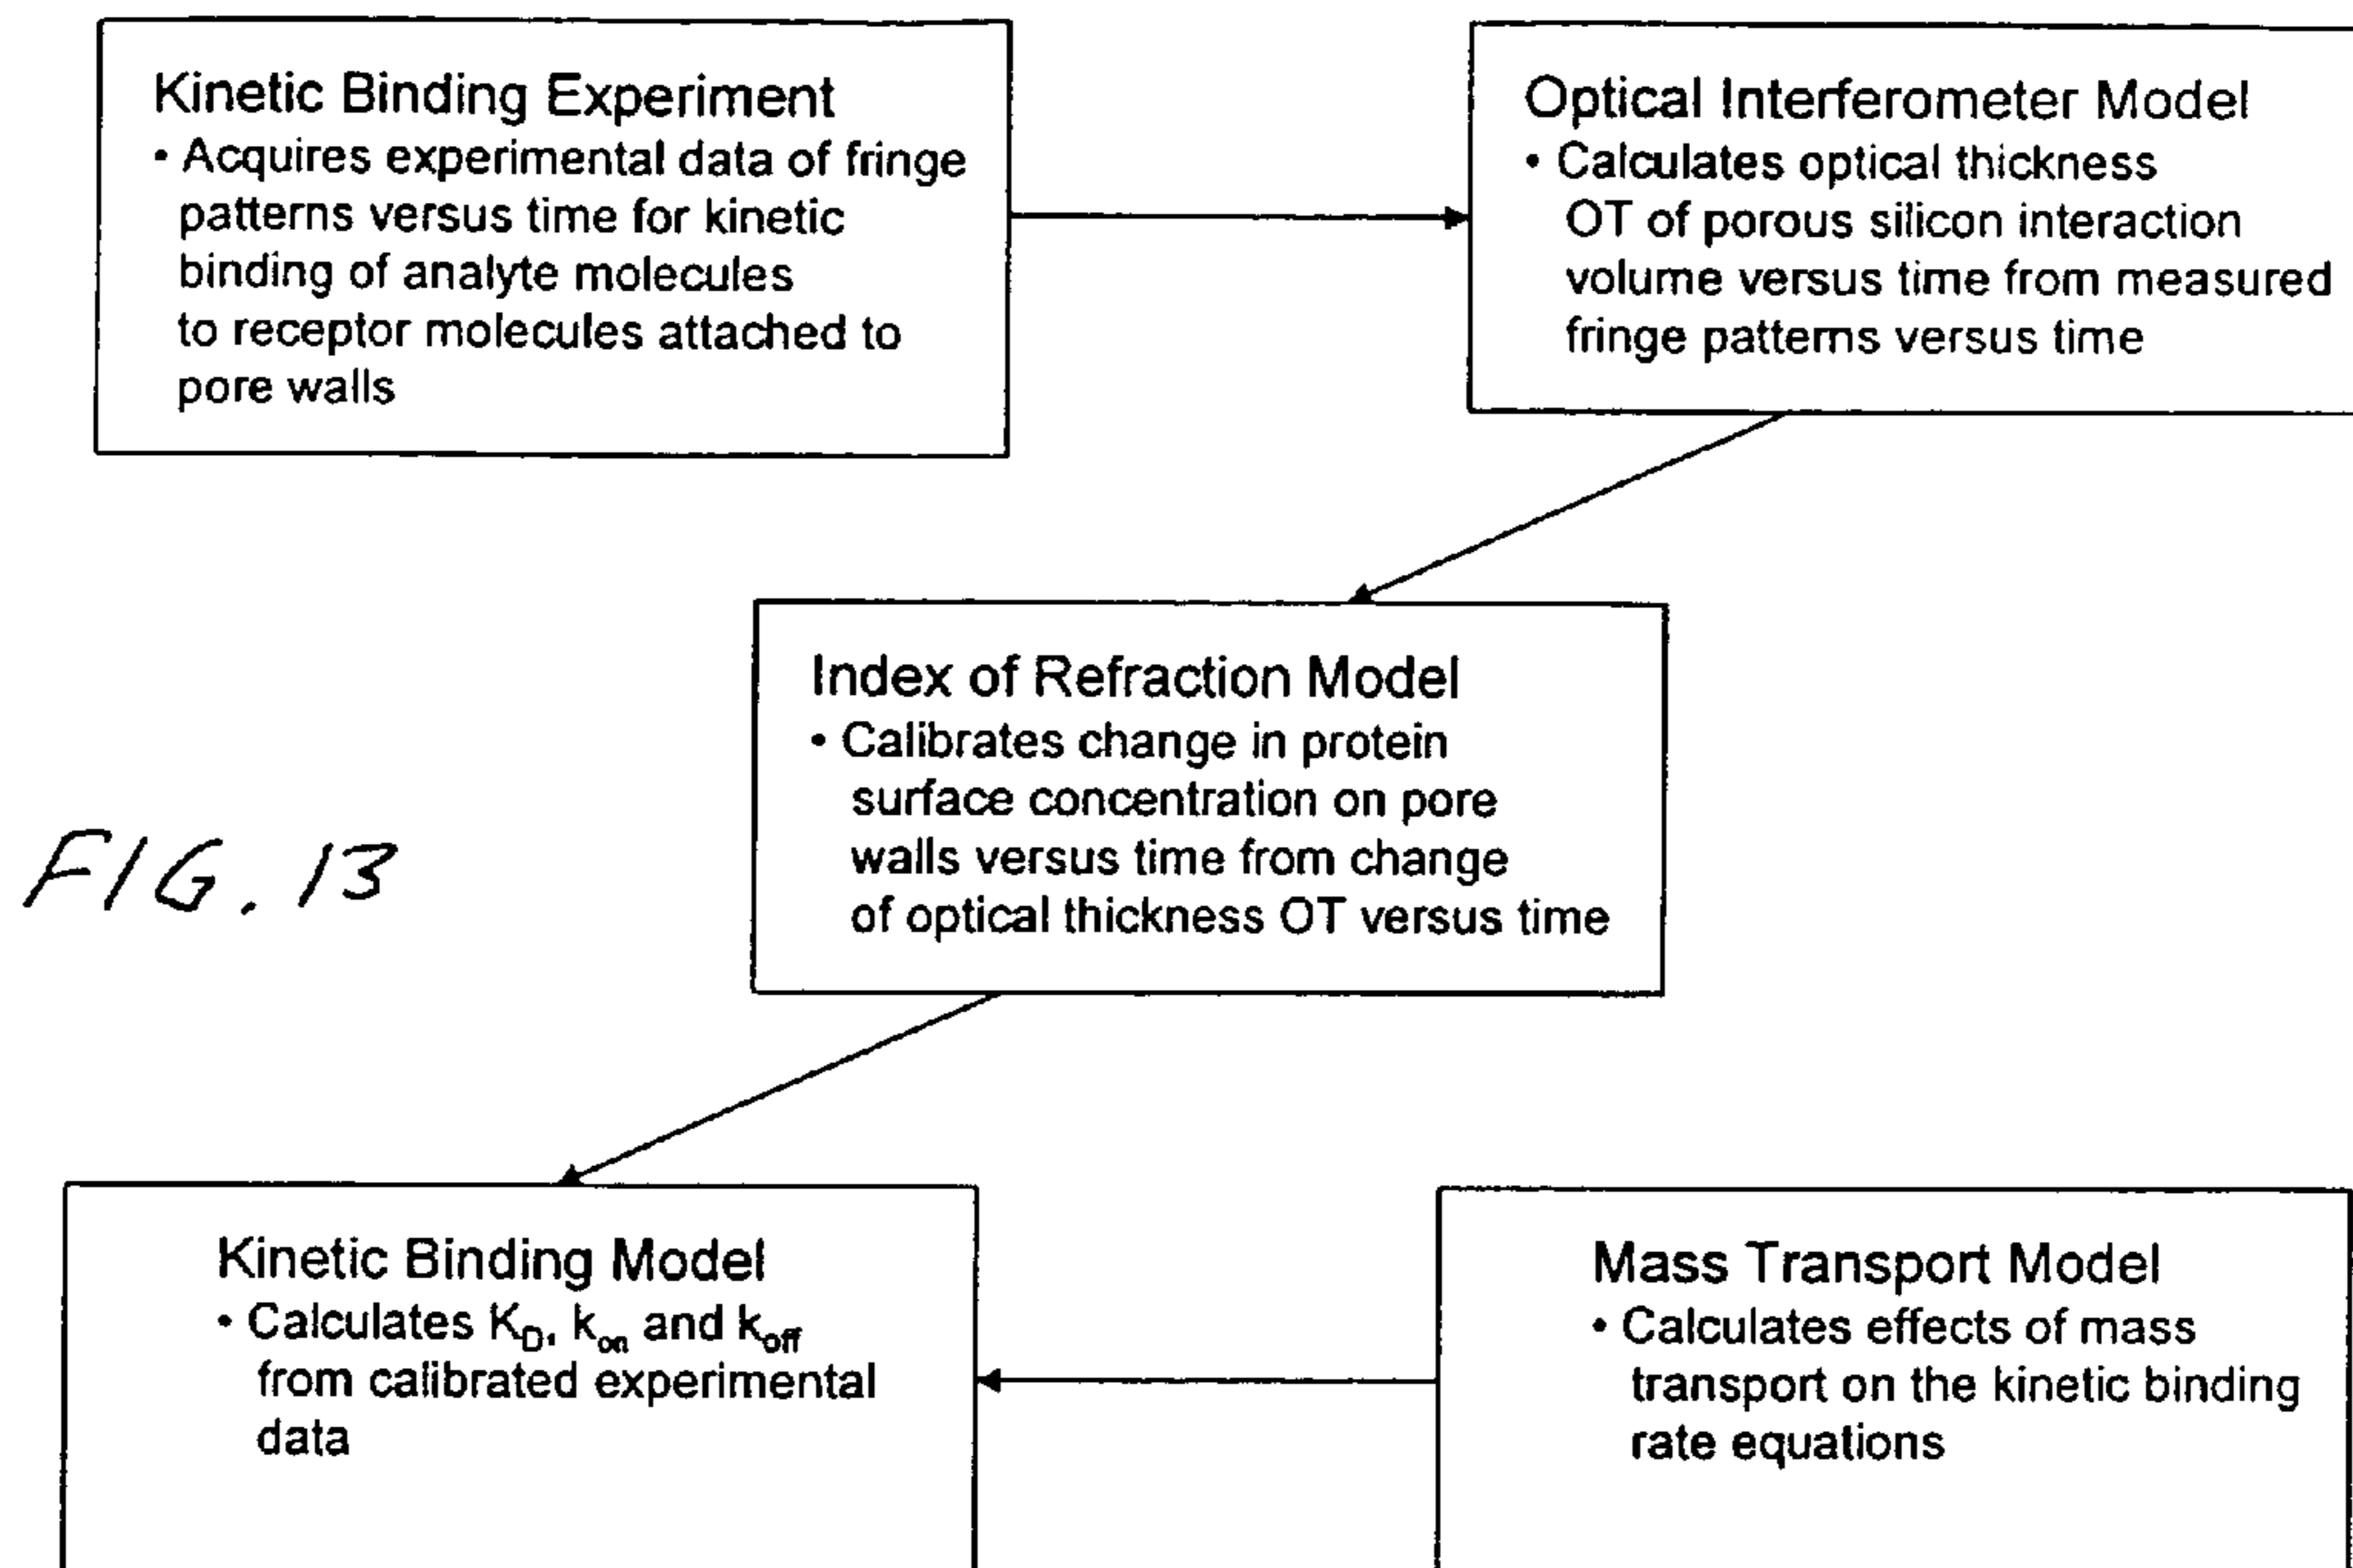 Kinetic Binding Experiment
• Acquires experimental data of fringe
patterns versus time for kinetic
binding of analyte molecules
to receptor molecules attached to
pore walls
Optical Interferometer Model
• Calculates optical thickness
OT of porous silicon interaction
volume versus time from measured
fringe patterns versus time
Index of Refraction Model
• Calibrates change in protein
surface concentration on pore
walls versus time from change
of optical thickness OT versus time
FIG. 13
Kinetic Binding Model
• Calculates K_D, k_on and k_off
from calibrated experimental
data
Mass Transport Model
• Calculates effects of mass
transport on the kinetic binding
rate equations